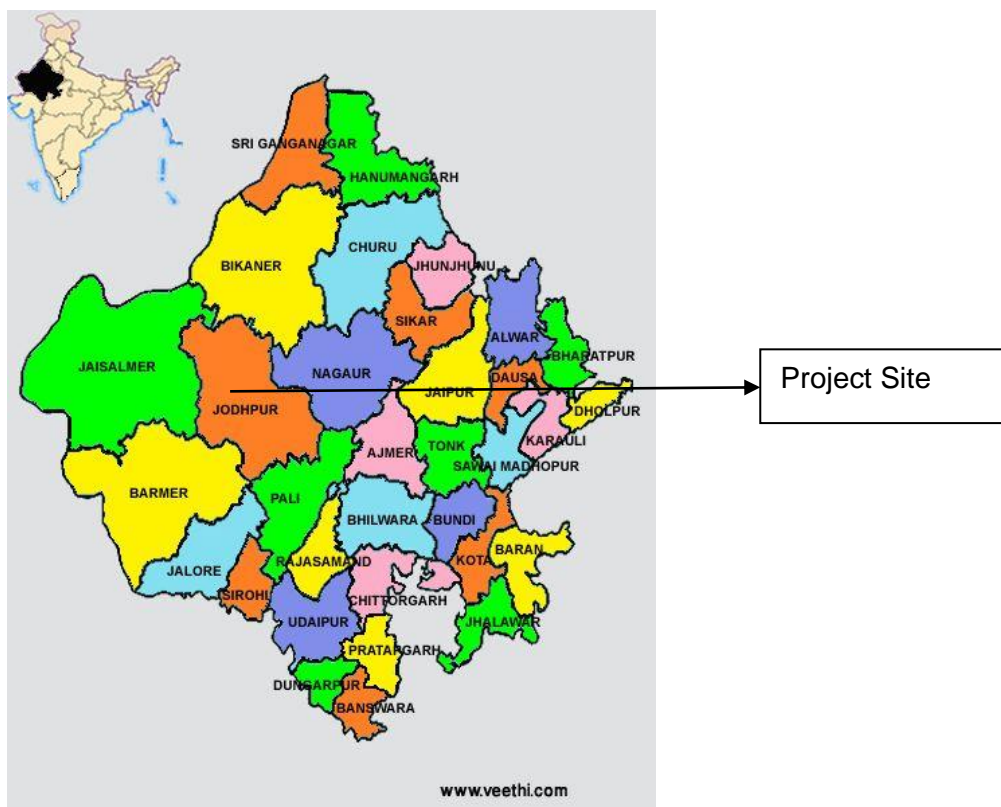 SRI GANGANAGAR
HANUMANGARH
CHURU
BIKANER
JHUNJHUNU
SIKAR
ALWAR
BHARATPUR
JAISALMER
NAGAUR
DAUSA
Project Site
JAIPUR
DHOLPUR
JODHPUR
KARAULI
TONK
AJMER
SAWAI MADHOPUR
BARMER
PALI
BHILWARA
BUNDI
BARAN
RAJASAMAND
KOTA
JALORE
SIROHI
CHITTORGARH
UDAIPUR
JHALAWAR
PRATAPGARH
DUNGARPUR
BANSWARA
www.veethi.com